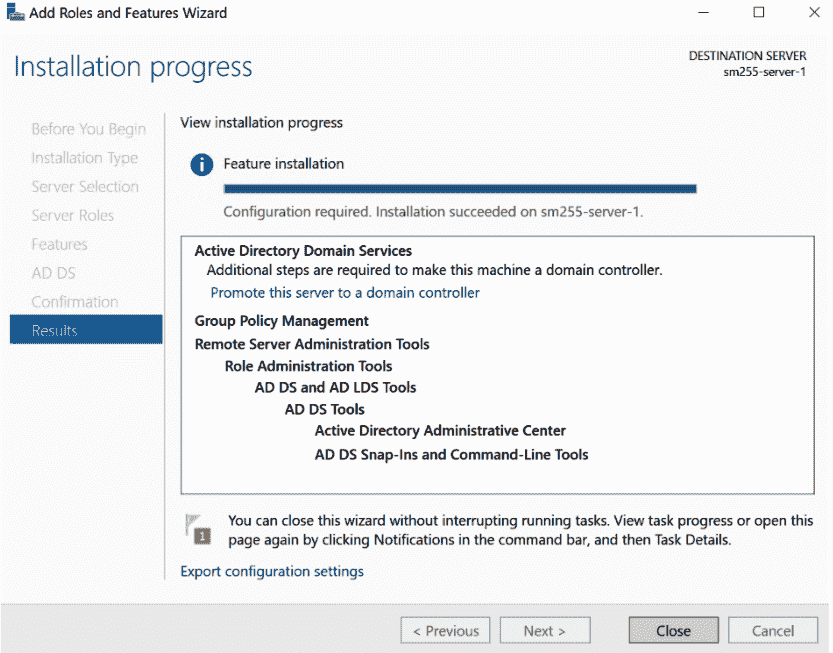 Add Roles and Features Wizard
Installation progress
DESTINATION SERVER
sm255-server-1
Before You Begin
Installation Type
Server Selection
Server Roles
Features
AD DS
Confirmation
Results
View installation progress
Feature installation
Configuration required. Installation succeeded on sm255-server-1.
Active Directory Domain Services
Additional steps are required to make this machine a domain controller.
Promote this server to a domain controller
Group Policy Management
Remote Server Administration Tools
Role Administration Tools
AD DS and AD LDS Tools
AD DS Tools
Active Directory Administrative Center
AD DS Snap-Ins and Command-Line Tools
1
You can close this wizard without interrupting running tasks. View task progress or open this
page again by clicking Notifications in the command bar, and then Task Details.
Export configuration settings
< Previous
Next >
Close
Cancel